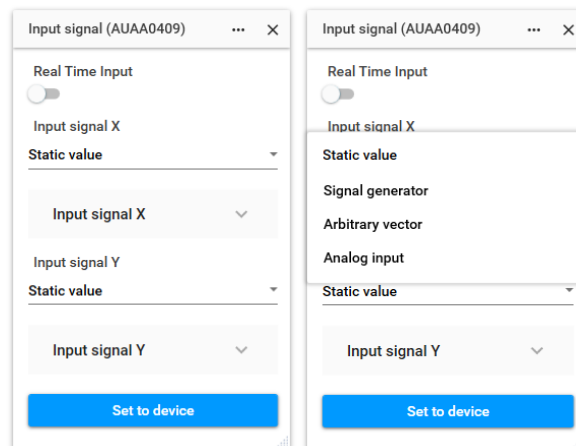 Input signal (AUAA0409)
Real Time Input
Input signal X
Static value
Input signal X
Input signal Y
Static value
Input signal Y
Set to device
Input signal (AUAA0409)
Real Time Input
Input signal X
Static value
Signal generator
Arbitrary vector
Analog input
Static value
Input signal Y
Set to device